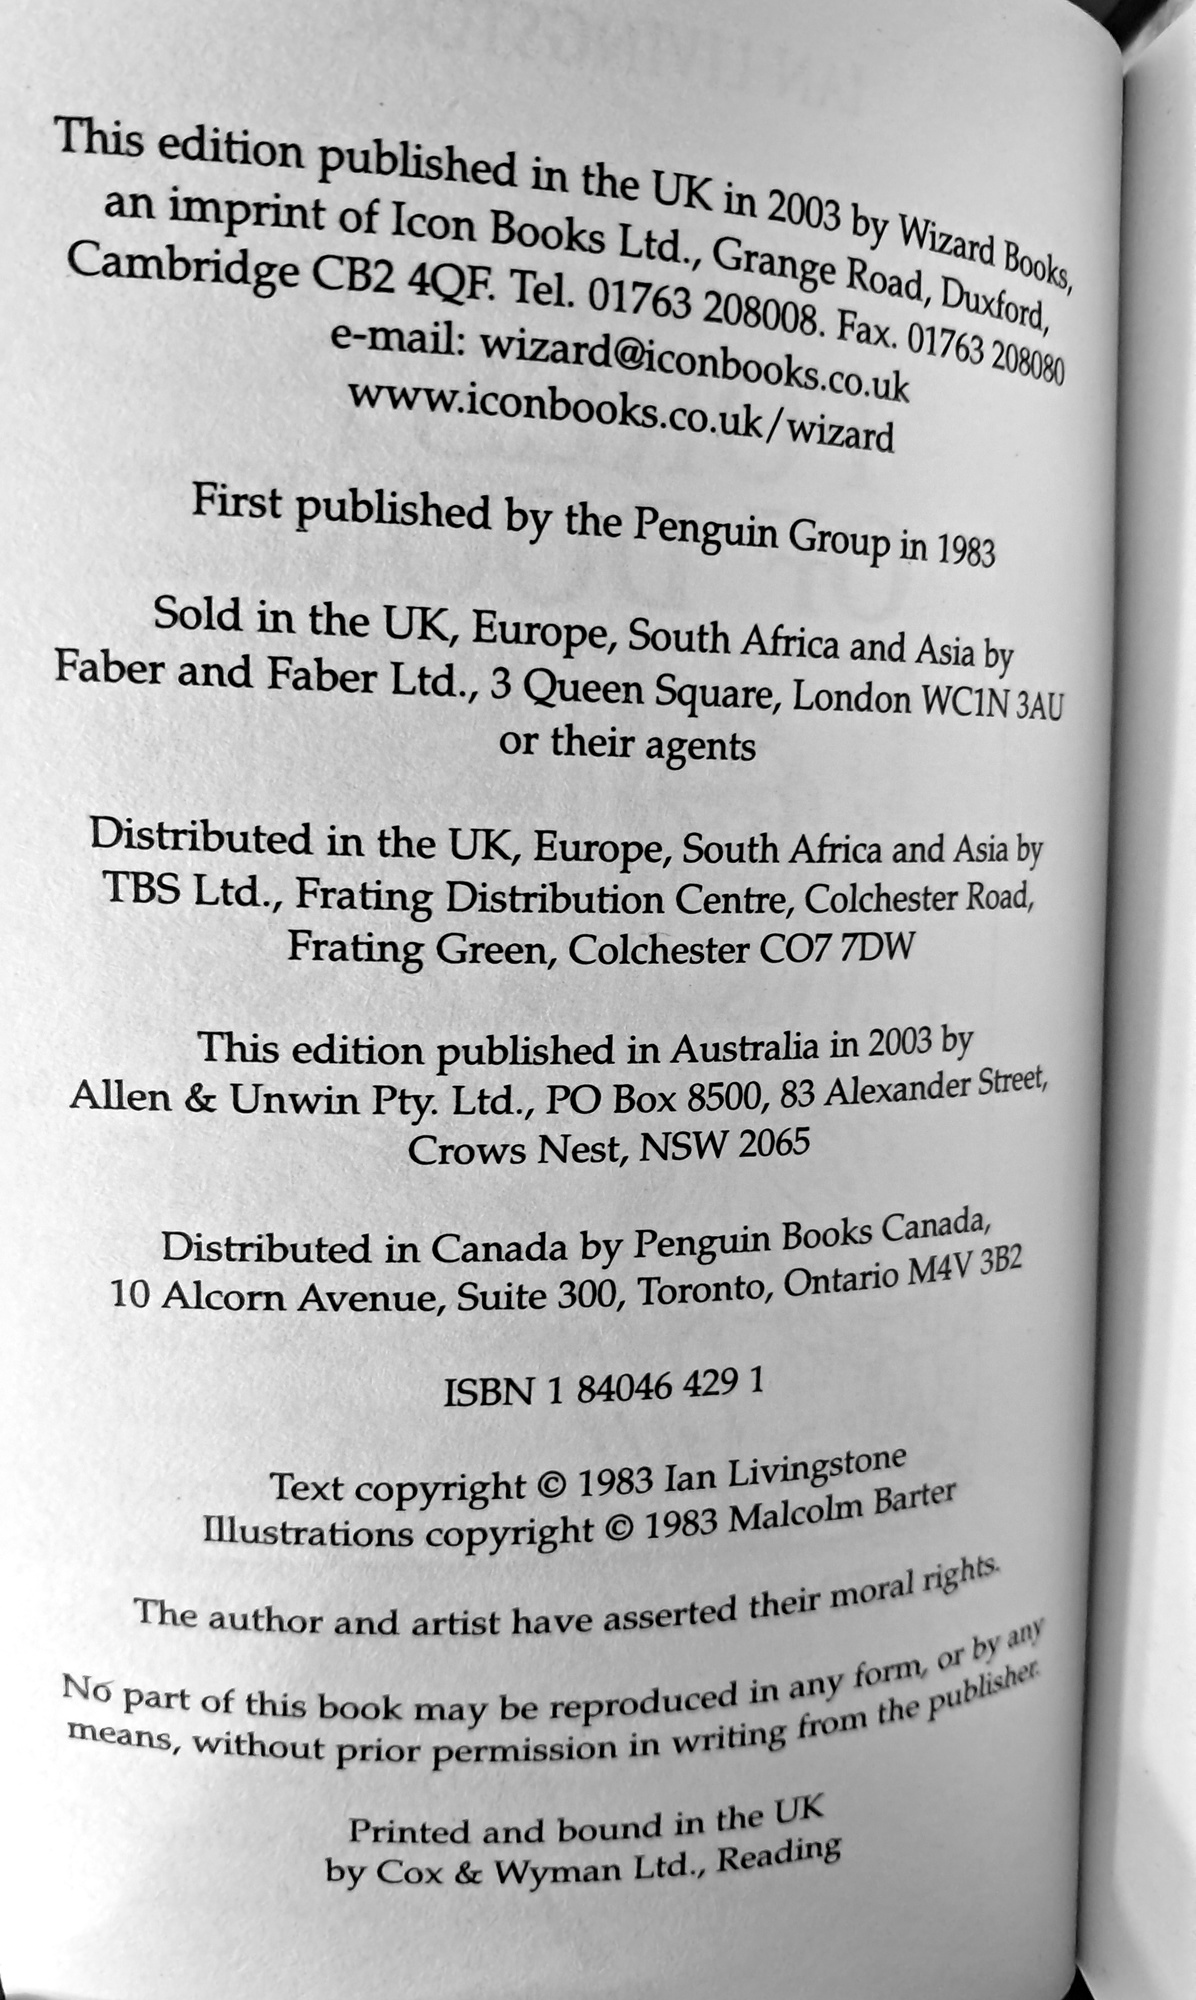 This edition published in the UK in 2003 by Wizard Books,
an imprint of Icon Books Ltd., Grange Road, Duxford,
Cambridge CB2 4QF. Tel. 01763 208008. Fax. 01763 208080
e-mail: wizard@iconbooks.co.uk
www.iconbooks.co.uk/wizard
First published by the Penguin Group in 1983
Sold in the UK, Europe, South Africa and Asia by
Faber and Faber Ltd., 3 Queen Square, London WC1N 3AU
or their agents
Distributed in the UK, Europe, South Africa and Asia by
TBS Ltd., Frating Distribution Centre, Colchester Road,
Frating Green, Colchester CO7 7DW
This edition published in Australia in 2003 by
Allen & Unwin Pty. Ltd., PO Box 8500, 83 Alexander Street,
Crows Nest, NSW 2065
Distributed in Canada by Penguin Books Canada,
10 Alcorn Avenue, Suite 300, Toronto, Ontario M4V 3B2
ISBN 1 84046 429 1
Text copyright © 1983 Ian Livingstone
Illustrations copyright © 1983 Malcolm Barter
The author and artist have asserted their moral rights.
No part of this book may be reproduced in any form, or by any
means, without prior permission in writing from the publisher.
Printed and bound in the UK
by Cox & Wyman Ltd., Reading